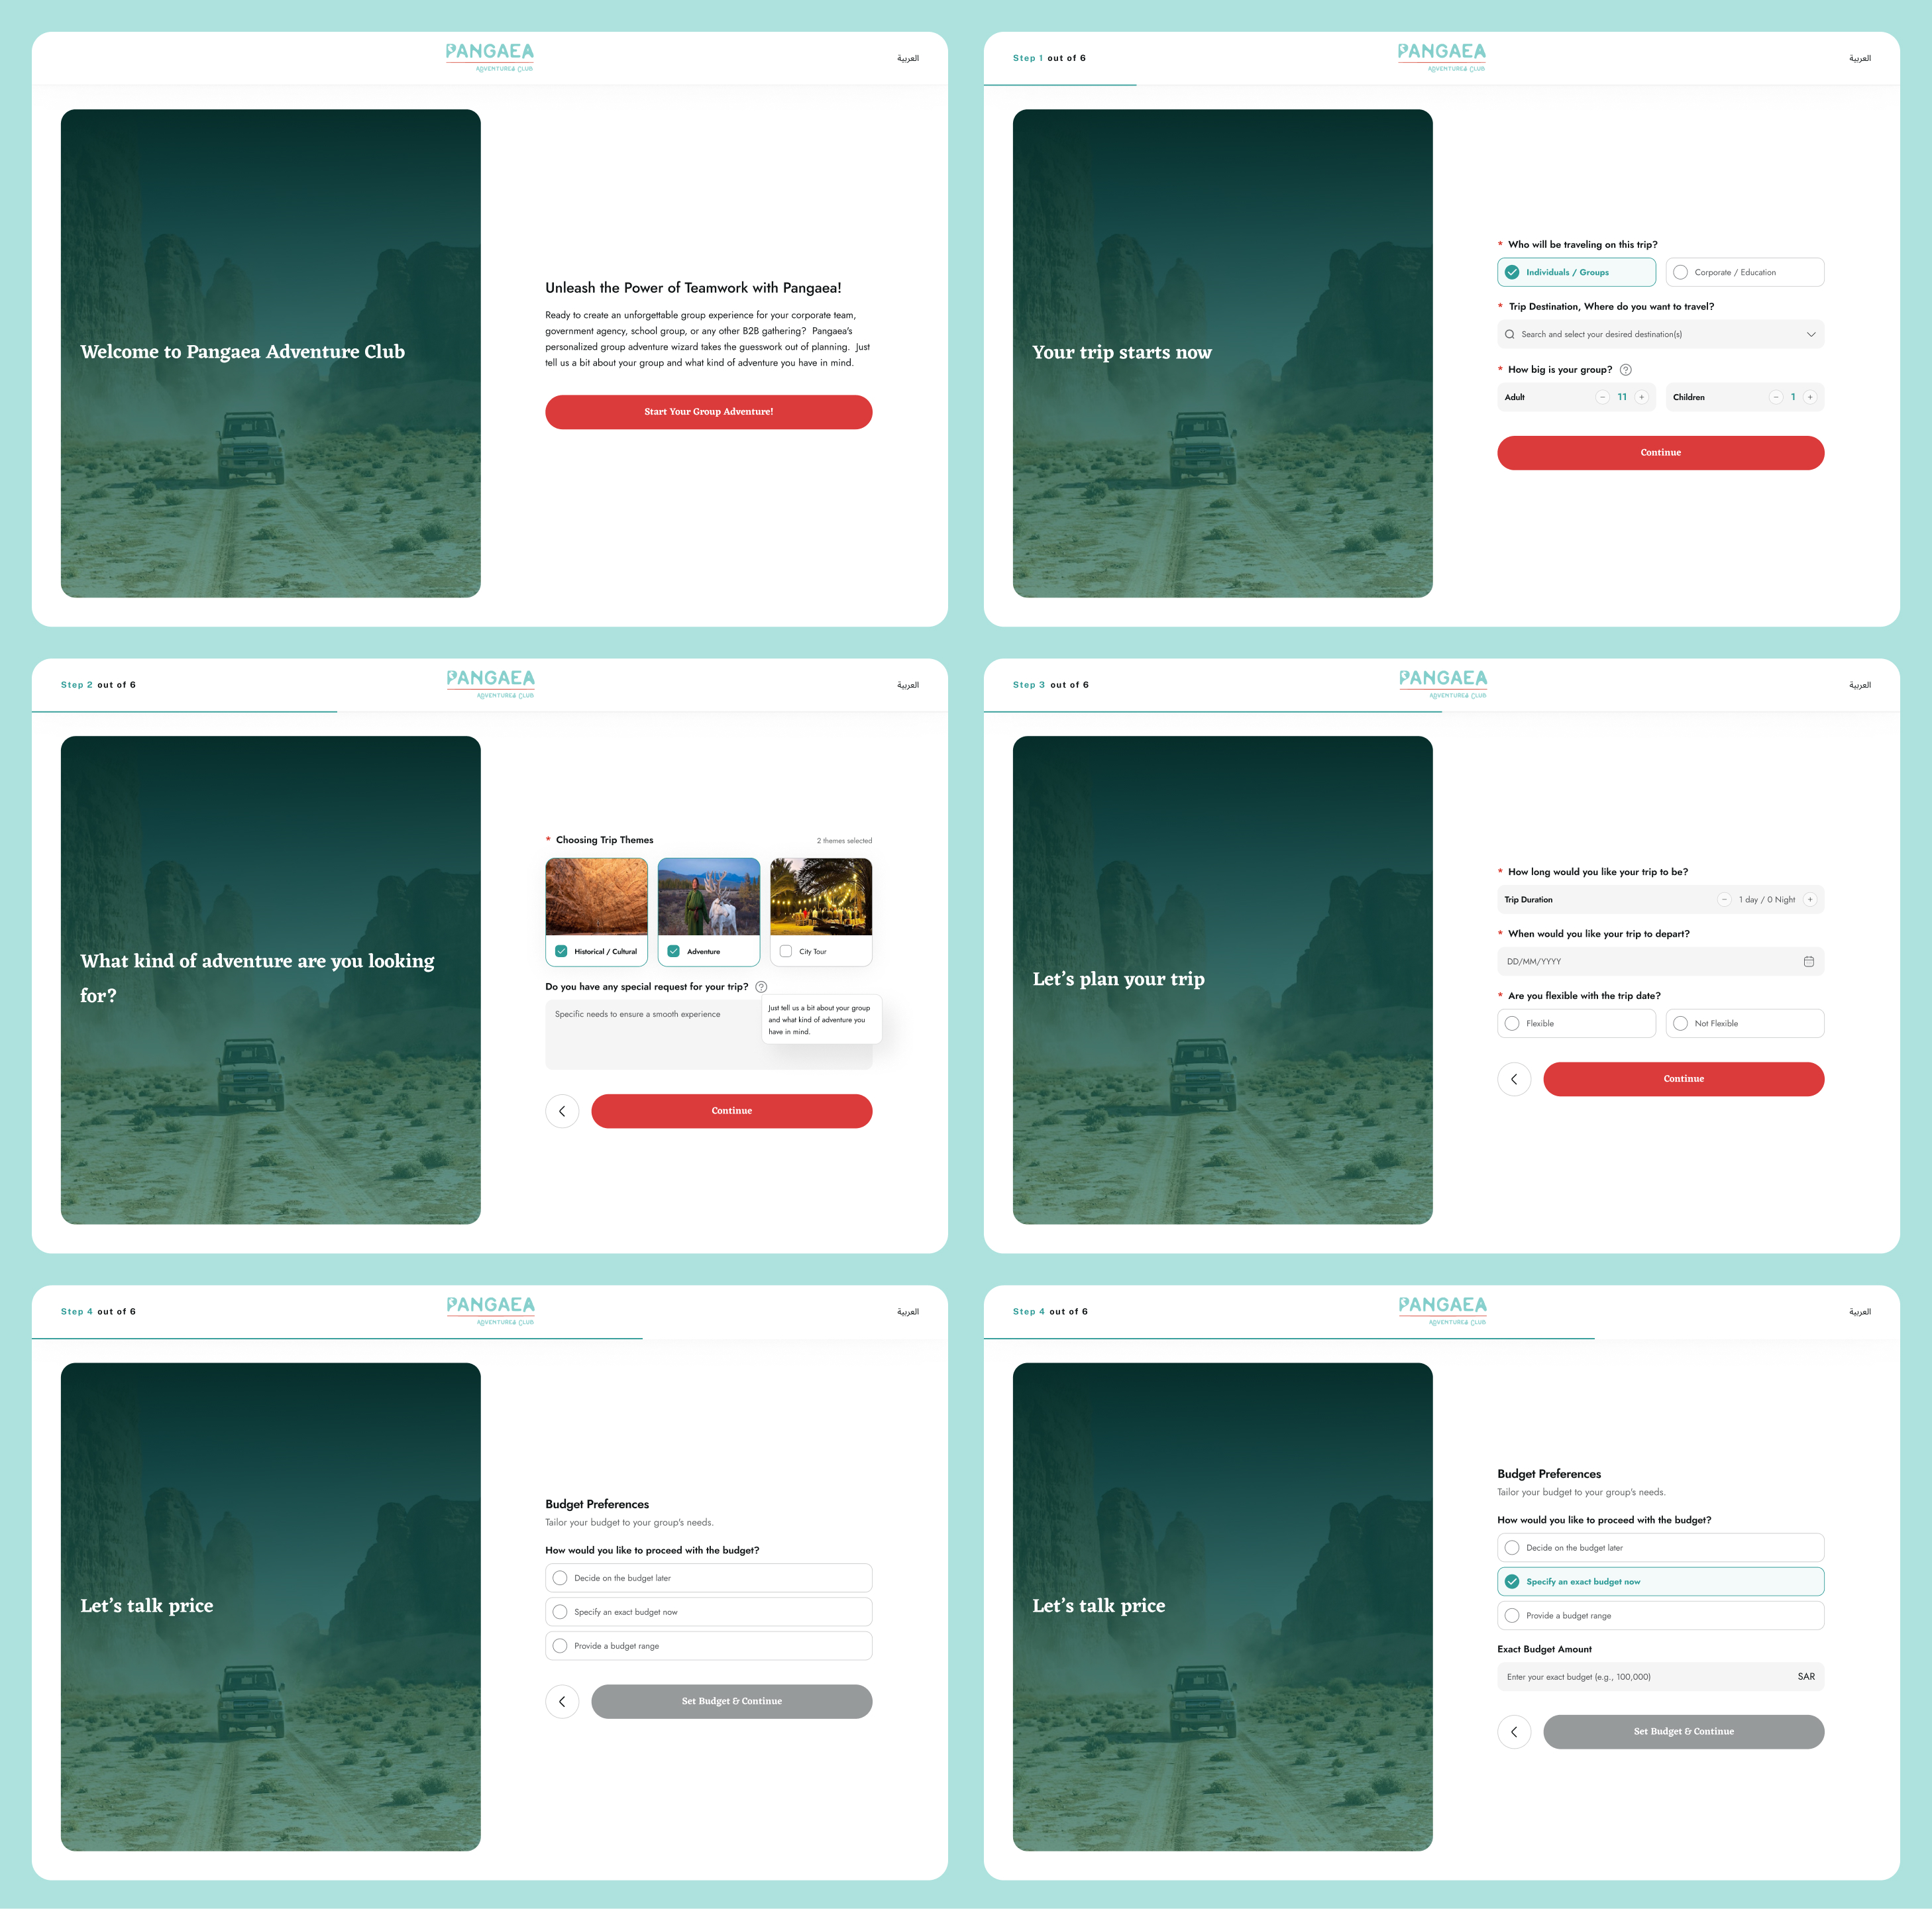 PANGAEA
ADVENTURES CLUB
العربية
Welcome to Pangaea Adventure Club
Unleash the Power of Teamwork with Pangaea!
Ready to create an unforgettable group experience for your corporate team,
government agency, school group, or any other B2B gathering? Pangaea's
personalized group adventure wizard takes the guesswork out of planning. Just
tell us a bit about your group and what kind of adventure you have in mind.
Start Your Group Adventure!
Step 1 out of 6
PANGAEA
ADVENTURES CLUB
العربية
Your trip starts now
* Who will be traveling on this trip?
Individuals / Groups
Corporate / Education
* Trip Destination, Where do you want to travel?
Search and select your desired destination(s)
* How big is your group? ?
Adult − 11 +
Children − 1 +
Continue
Step 2 out of 6
PANGAEA
ADVENTURES CLUB
العربية
What kind of adventure are you looking
for?
* Choosing Trip Themes
2 themes selected
Historical / Cultural
Adventure
City Tour
Do you have any special request for your trip? ?
Specific needs to ensure a smooth experience
Just tell us a bit about your group
and what kind of adventure you
have in mind.
Continue
Step 3 out of 6
PANGAEA
ADVENTURES CLUB
العربية
Let's plan your trip
* How long would you like your trip to be?
Trip Duration − 1 day / 0 Night +
* When would you like your trip to depart?
DD/MM/YYYY
* Are you flexible with the trip date?
Flexible
Not Flexible
Continue
Step 4 out of 6
PANGAEA
ADVENTURES CLUB
العربية
Let's talk price
Budget Preferences
Tailor your budget to your group's needs.
How would you like to proceed with the budget?
Decide on the budget later
Specify an exact budget now
Provide a budget range
Set Budget & Continue
Step 4 out of 6
PANGAEA
ADVENTURES CLUB
العربية
Let's talk price
Budget Preferences
Tailor your budget to your group's needs.
How would you like to proceed with the budget?
Decide on the budget later
Specify an exact budget now
Provide a budget range
Exact Budget Amount
Enter your exact budget (e.g., 100,000) SAR
Set Budget & Continue